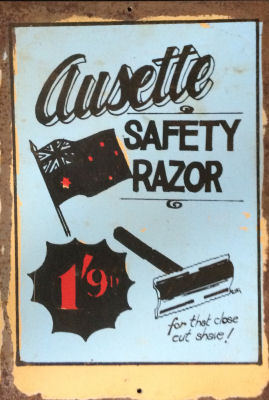 Ausette
SAFETY
RAZOR
1'9D
for that close
cut shave!